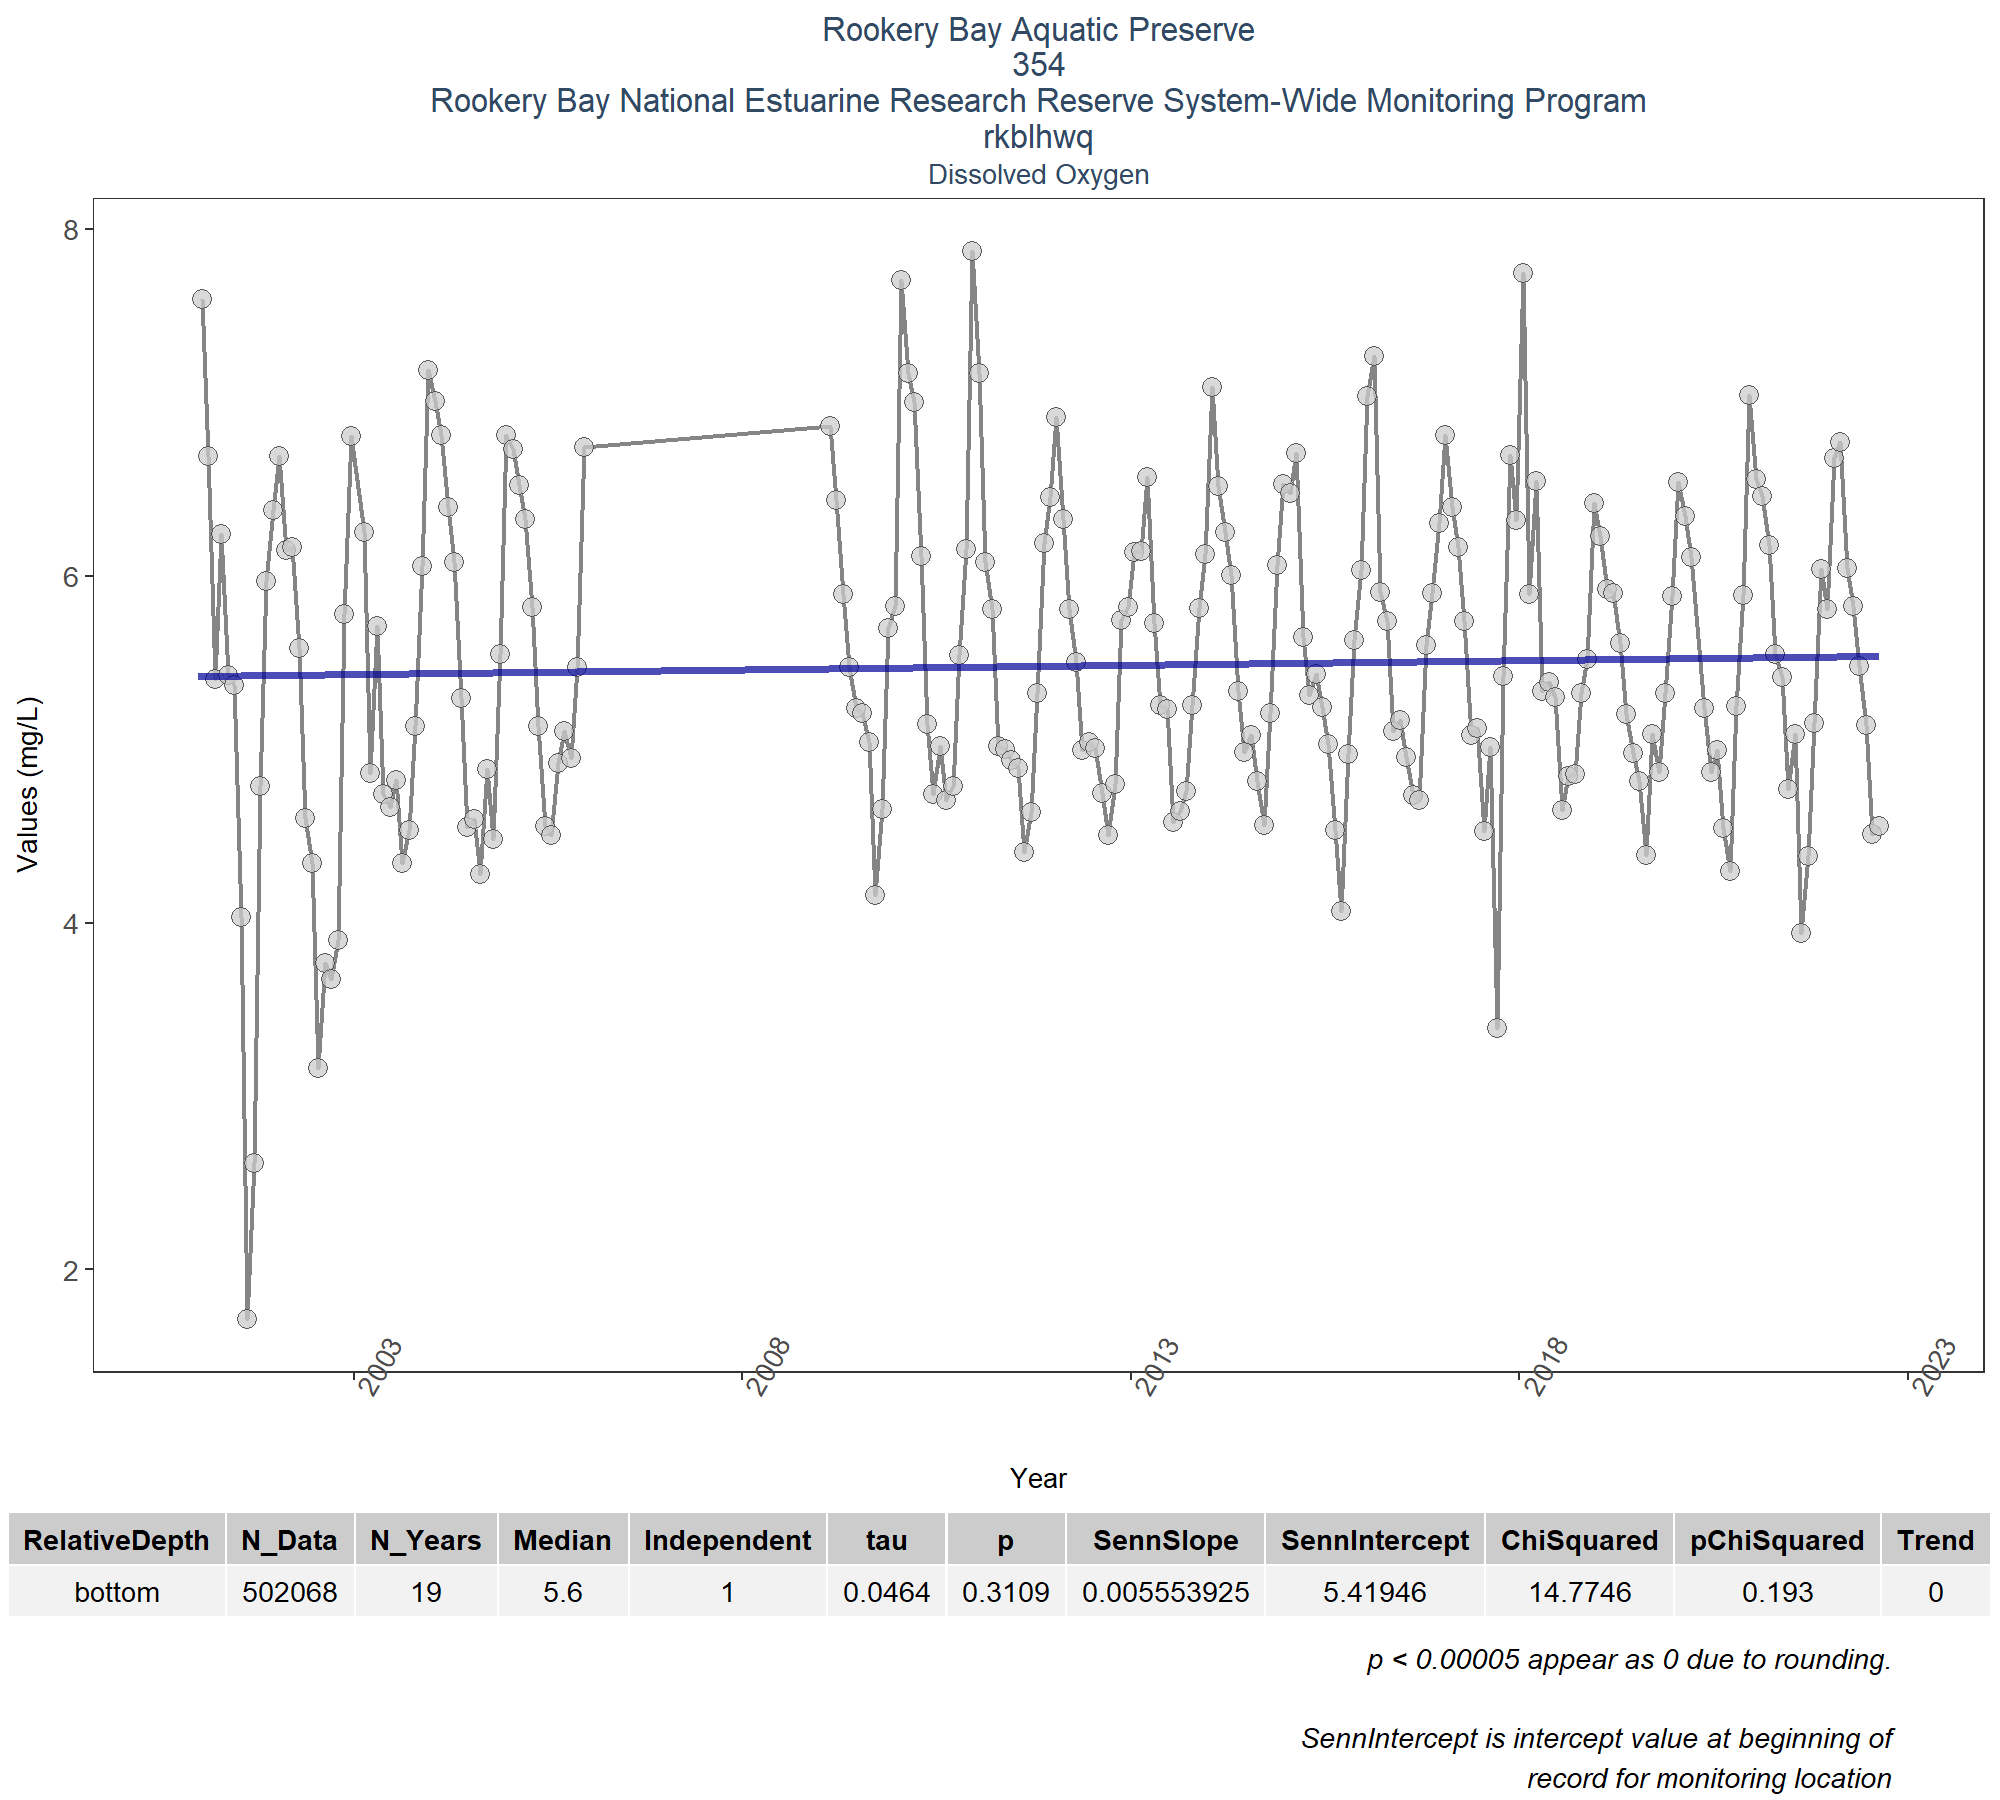 Rookery Bay Aquatic Preserve
354
Rookery Bay National Estuarine Research Reserve System-Wide Monitoring Program
rkblhwq
Dissolved Oxygen
Values (mg/L)
8
6
4
2
2003 2008 2013 2018 2023
Year
RelativeDepth N_Data N_Years Median Independent tau p SennSlope SennIntercept ChiSquared pChiSquared Trend
bottom 502068 19 5.6 1 0.0464 0.3109 0.005553925 5.41946 14.7746 0.193 0
p < 0.00005 appear as 0 due to rounding.
SennIntercept is intercept value at beginning of
record for monitoring location